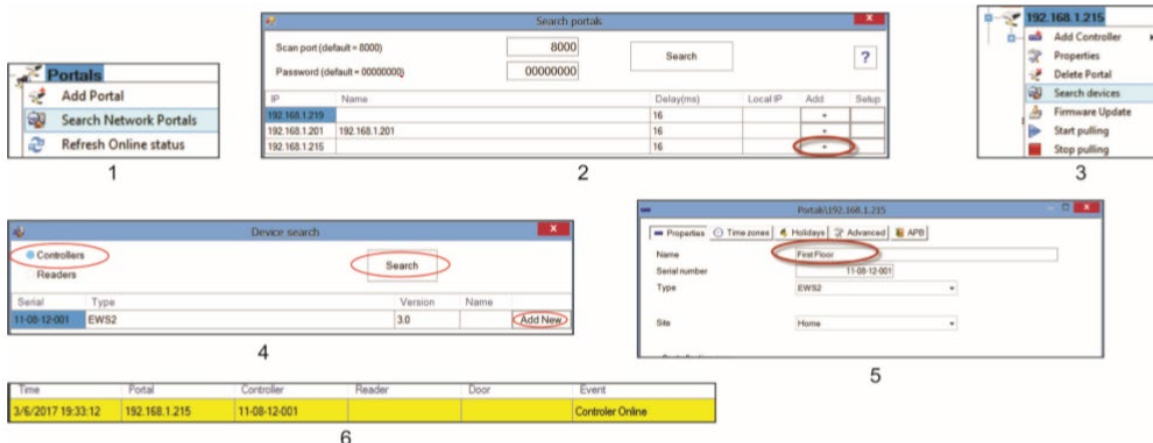 Portals
Add Portal
Search Network Portals
Refresh Online status
1
Search portals
Scan port (default = 8000) 8000
Search
Password (default = 00000000) 00000000
?
IP Name Delay(ms) Local IP Add Setup
192.168.1.219 16 +
192.168.1.201 192.168.1.201 16 +
192.168.1.215 16 +
2
192.168.1.215
Add Controller
Properties
Delete Portal
Search devices
Firmware Update
Start pulling
Stop pulling
3
Device search
Controllers
Search
Readers
Serial Type Version Name
11-08-12-001 EWS2 3.0 Add New
4
Portals\192.168.1.215
Properties Time zones Holidays Advanced APB
Name First Floor
Serial number 11-08-12-001
Type EWS2
Site Home
5
Time Portal Controller Reader Door Event
3/6/2017 19:33:12 192.168.1.215 11-08-12-001 Controler Online
6